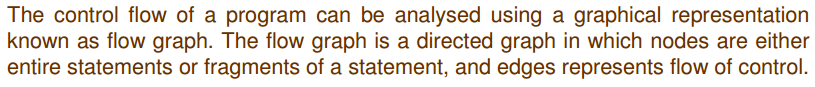 The control flow of a program can be analysed using a graphical representation
known as flow graph. The flow graph is a directed graph in which nodes are either
entire statements or fragments of a statement, and edges represents flow of control.